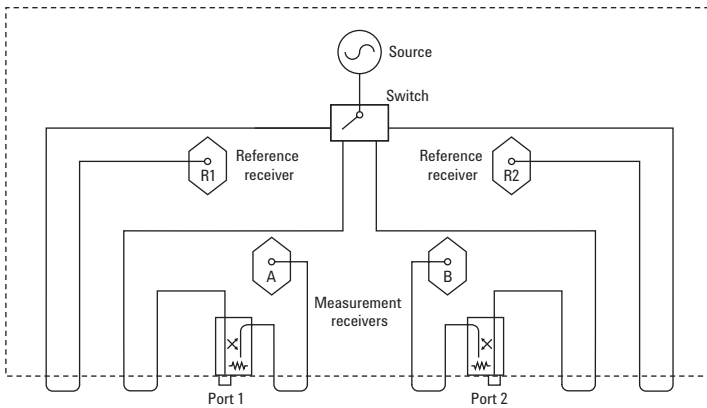 Source
Switch
Reference
receiver
R1
Reference
receiver
R2
A
B
Measurement
receivers
Port 1
Port 2